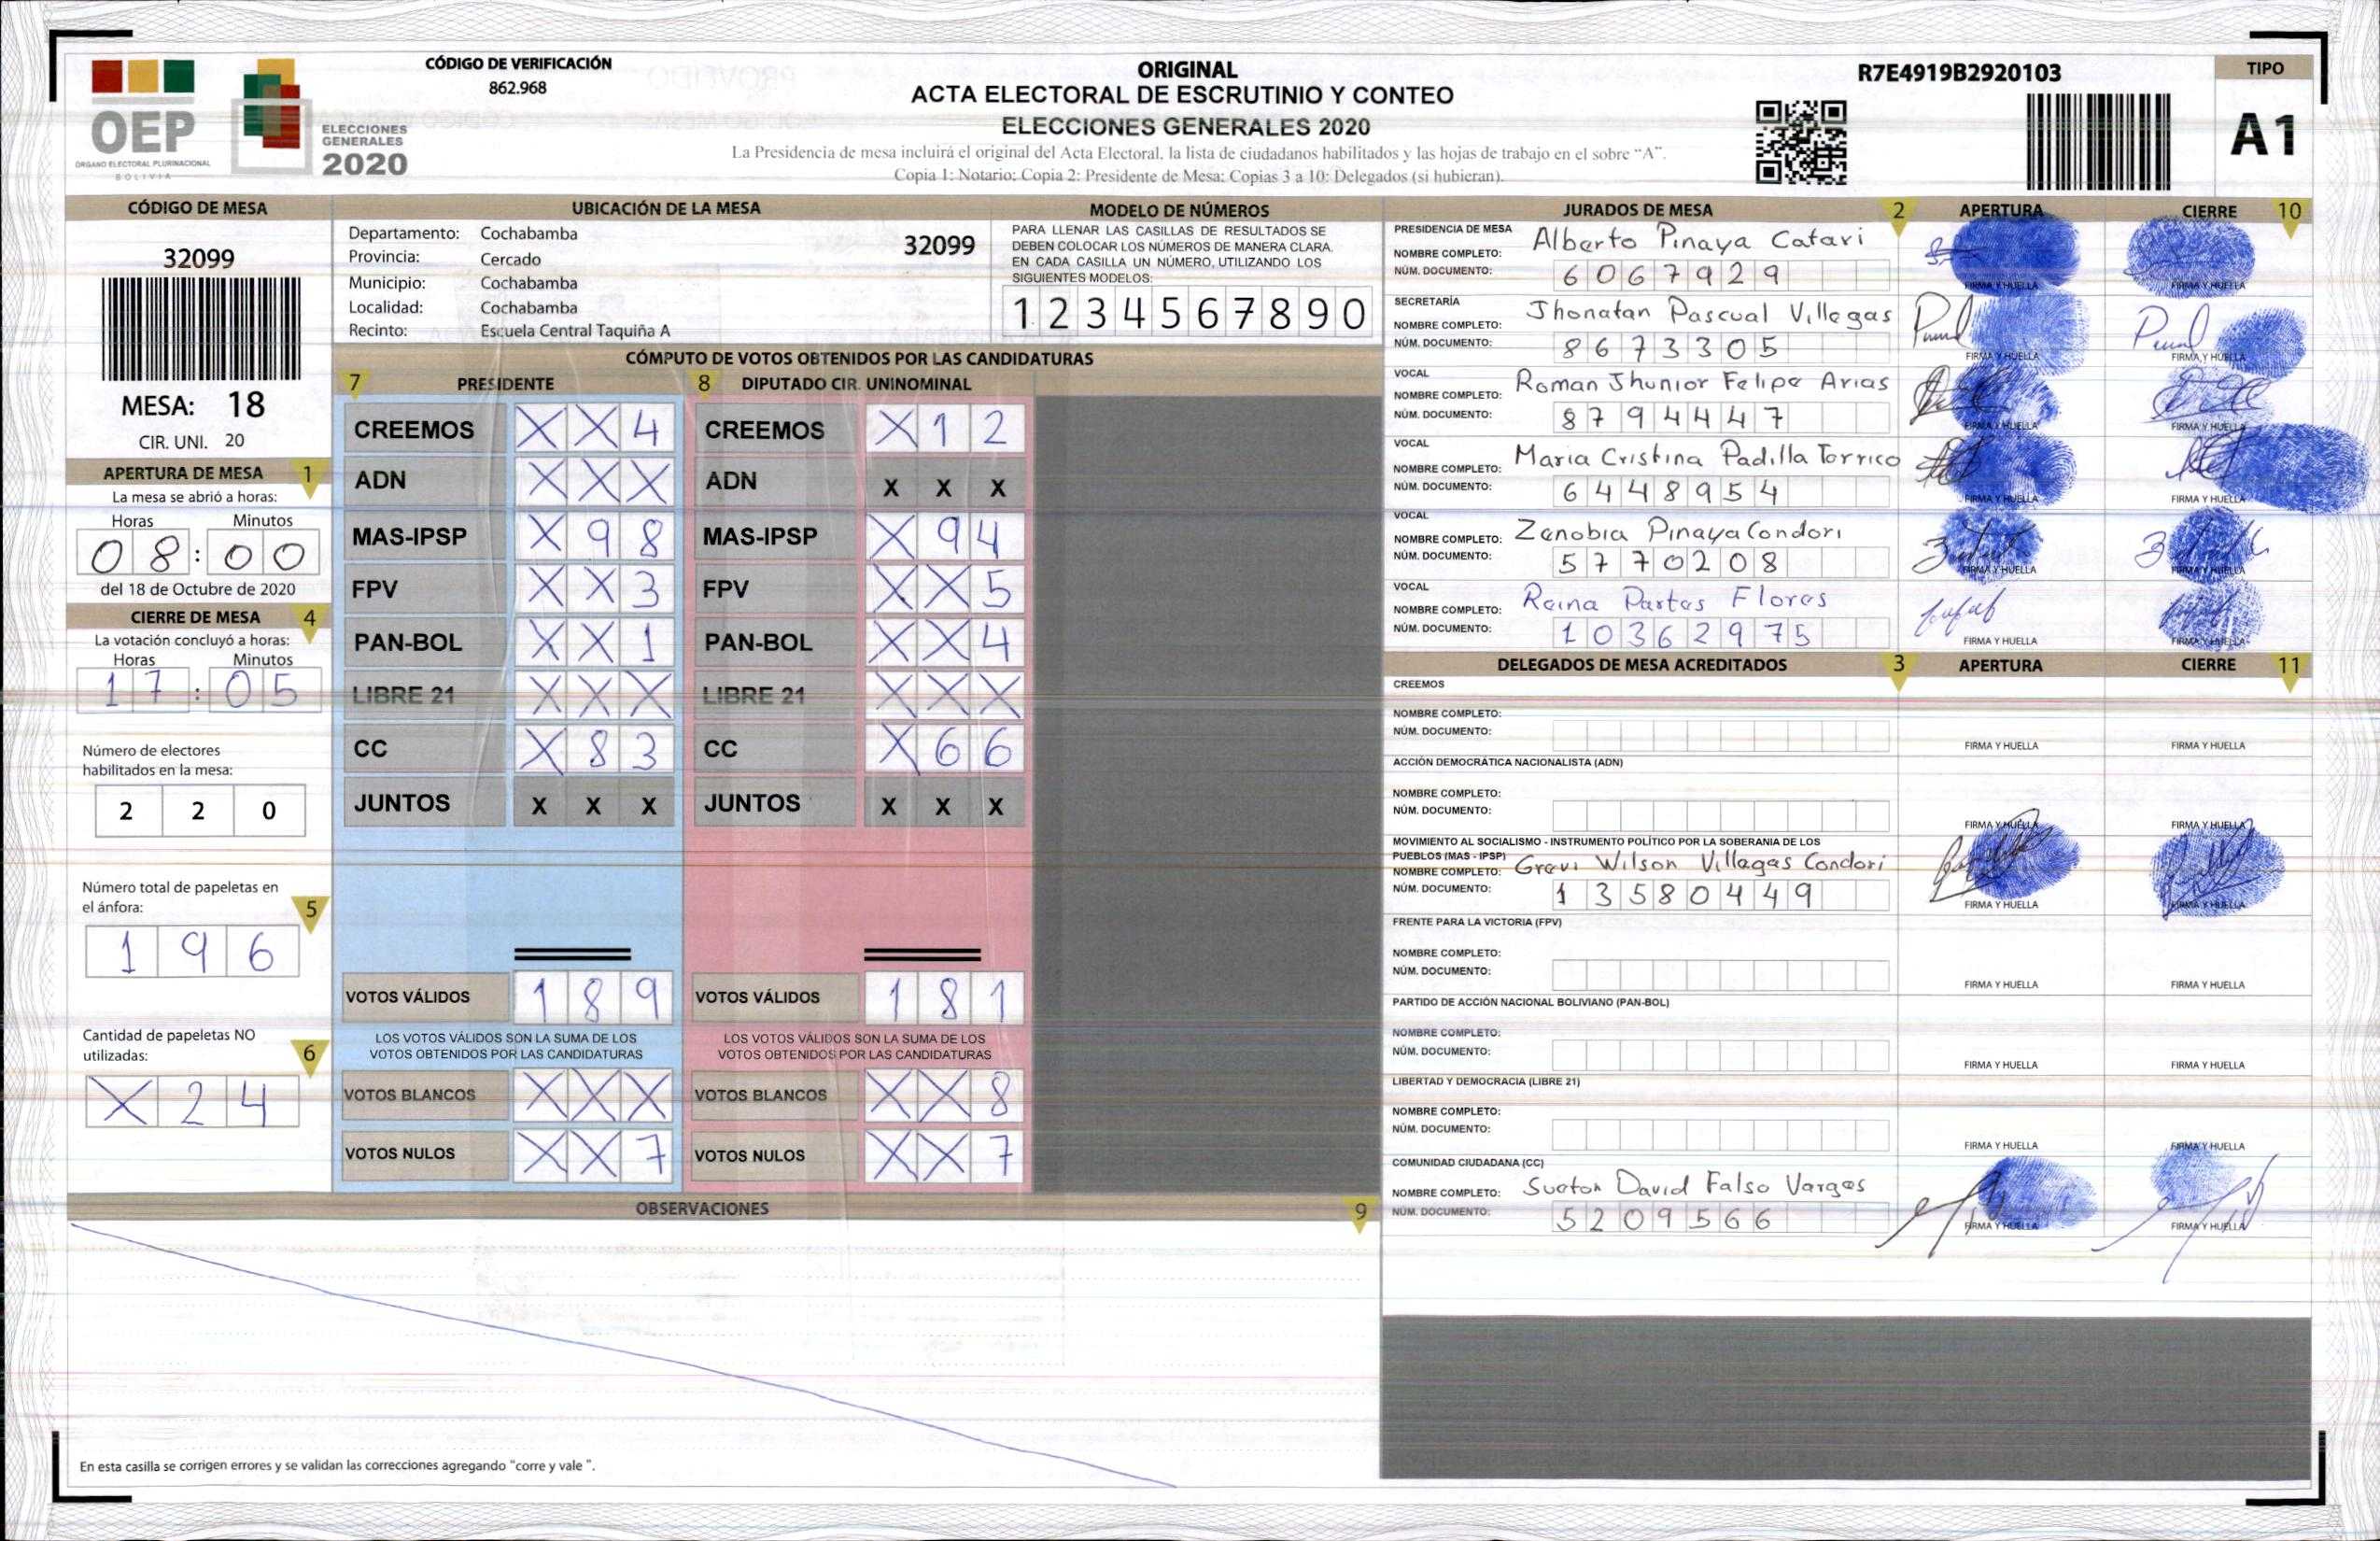 CÓDIGO DE VERIFICACIÓN
862.968
ORIGINAL
ACTA ELECTORAL DE ESCRUTINIO Y CONTEO
ELECCIONES GENERALES 2020
La Presidencia de mesa incluirá el original del Acta Electoral, la lista de ciudadanos habilitados y las hojas de trabajo en el sobre “A”.
Copia 1: Notario; Copia 2: Presidente de Mesa; Copias 3 a 10: Delegados (si hubieran).
R7E4919B2920103
TIPO
A1
OEP
ÓRGANO ELECTORAL PLURINACIONAL
BOLIVIA
ELECCIONES
GENERALES
2020
CÓDIGO DE MESA
32099
MESA: 18
CIR. UNI. 20
APERTURA DE MESA 1
La mesa se abrió a horas:
Horas Minutos
08:00
del 18 de Octubre de 2020
CIERRE DE MESA 4
La votación concluyó a horas:
Horas Minutos
17:05
Número de electores
habilitados en la mesa:
2 2 0
Número total de papeletas en
el ánfora: 5
1 9 6
Cantidad de papeletas NO
utilizadas: 6
X 2 4
UBICACIÓN DE LA MESA
Departamento: Cochabamba
32099
Provincia: Cercado
Municipio: Cochabamba
Localidad: Cochabamba
Recinto: Escuela Central Taquiña A
MODELO DE NÚMEROS
PARA LLENAR LAS CASILLAS DE RESULTADOS SE
DEBEN COLOCAR LOS NÚMEROS DE MANERA CLARA.
EN CADA CASILLA UN NÚMERO, UTILIZANDO LOS
SIGUIENTES MODELOS:
1 2 3 4 5 6 7 8 9 0
CÓMPUTO DE VOTOS OBTENIDOS POR LAS CANDIDATURAS
7 PRESIDENTE 8 DIPUTADO CIR. UNINOMINAL
CREEMOS X X 4 CREEMOS X 1 2
ADN X X X ADN X X X
MAS-IPSP X 9 8 MAS-IPSP X 9 4
FPV X X 3 FPV X X 5
PAN-BOL X X 1 PAN-BOL X X 4
LIBRE 21 X X X LIBRE 21 X X X
CC X 8 3 CC X 6 6
JUNTOS X X X JUNTOS X X X
VOTOS VÁLIDOS 1 8 9 VOTOS VÁLIDOS 1 8 1
LOS VOTOS VÁLIDOS SON LA SUMA DE LOS LOS VOTOS VÁLIDOS SON LA SUMA DE LOS
VOTOS OBTENIDOS POR LAS CANDIDATURAS VOTOS OBTENIDOS POR LAS CANDIDATURAS
VOTOS BLANCOS X X X VOTOS BLANCOS X X 8
VOTOS NULOS X X 7 VOTOS NULOS X X 7
OBSERVACIONES 9
En esta casilla se corrigen errores y se validan las correcciones agregando "corre y vale ".
JURADOS DE MESA 2 APERTURA CIERRE 10
PRESIDENCIA DE MESA
NOMBRE COMPLETO: Alberto Pinaya Catari
NÚM. DOCUMENTO: 6067929
FIRMA Y HUELLA FIRMA Y HUELLA
SECRETARÍA
NOMBRE COMPLETO: Jhonatan Pascual Villegas
NÚM. DOCUMENTO: 8673305
FIRMA Y HUELLA FIRMA Y HUELLA
VOCAL
NOMBRE COMPLETO: Roman Jhunior Felipe Arias
NÚM. DOCUMENTO: 8794447
FIRMA Y HUELLA FIRMA Y HUELLA
VOCAL
NOMBRE COMPLETO: Maria Cristina Padilla Torrico
NÚM. DOCUMENTO: 6448954
FIRMA Y HUELLA FIRMA Y HUELLA
VOCAL
NOMBRE COMPLETO: Zenobia Pinaya Condori
NÚM. DOCUMENTO: 5770208
FIRMA Y HUELLA FIRMA Y HUELLA
VOCAL
NOMBRE COMPLETO: Reina Flores
NÚM. DOCUMENTO: 10362975
FIRMA Y HUELLA FIRMA Y HUELLA
DELEGADOS DE MESA ACREDITADOS 3 APERTURA CIERRE 11
CREEMOS
NOMBRE COMPLETO:
NÚM. DOCUMENTO:
FIRMA Y HUELLA FIRMA Y HUELLA
ACCIÓN DEMOCRÁTICA NACIONALISTA (ADN)
NOMBRE COMPLETO:
NÚM. DOCUMENTO:
FIRMA Y HUELLA FIRMA Y HUELLA
MOVIMIENTO AL SOCIALISMO - INSTRUMENTO POLÍTICO POR LA SOBERANIA DE LOS
PUEBLOS (MAS - IPSP)
NOMBRE COMPLETO: Wilson Villegas Condori
NÚM. DOCUMENTO: 13580449
FIRMA Y HUELLA FIRMA Y HUELLA
FRENTE PARA LA VICTORIA (FPV)
NOMBRE COMPLETO:
NÚM. DOCUMENTO:
FIRMA Y HUELLA FIRMA Y HUELLA
PARTIDO DE ACCIÓN NACIONAL BOLIVIANO (PAN-BOL)
NOMBRE COMPLETO:
NÚM. DOCUMENTO:
FIRMA Y HUELLA FIRMA Y HUELLA
LIBERTAD Y DEMOCRACIA (LIBRE 21)
NOMBRE COMPLETO:
NÚM. DOCUMENTO:
FIRMA Y HUELLA FIRMA Y HUELLA
COMUNIDAD CIUDADANA (CC)
NOMBRE COMPLETO: David Falso Vargas
NÚM. DOCUMENTO: 5209566
FIRMA Y HUELLA FIRMA Y HUELLA